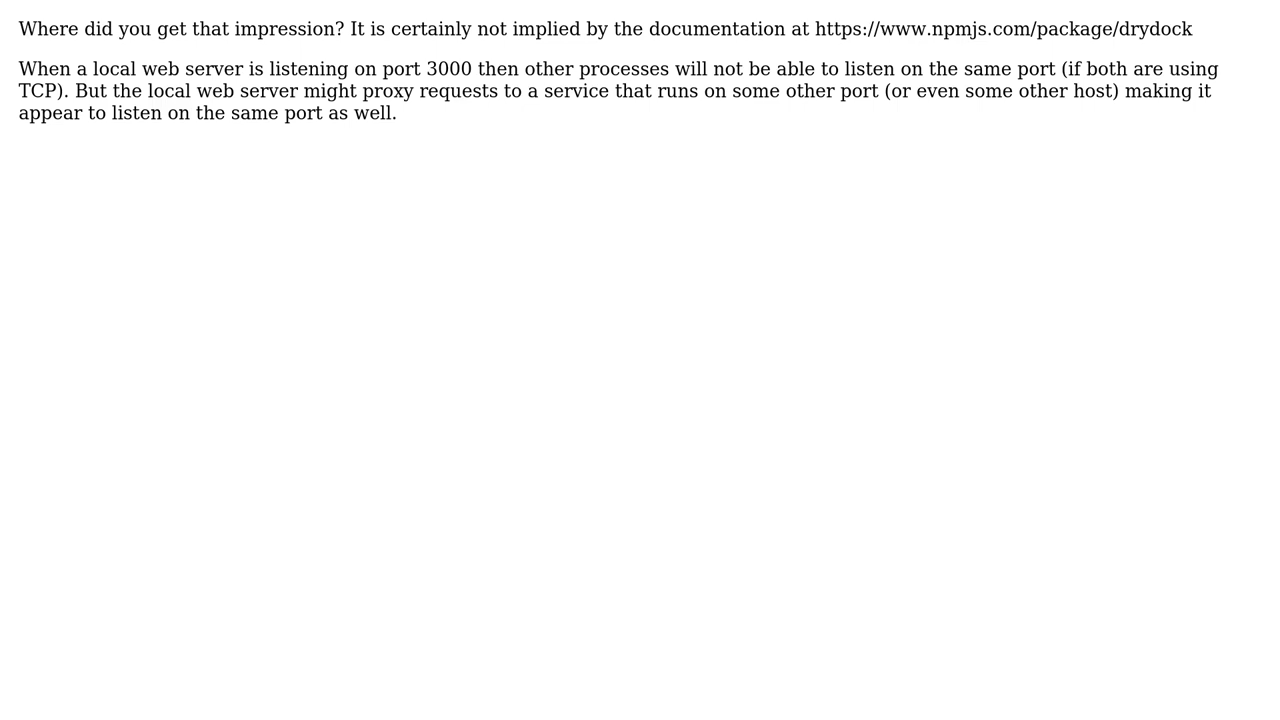 Where did you get that impression? It is certainly not implied by the documentation at https://www.npmjs.com/package/drydock
When a local web server is listening on port 3000 then other processes will not be able to listen on the same port (if both are using
TCP). But the local web server might proxy requests to a service that runs on some other port (or even some other host) making it
appear to listen on the same port as well.